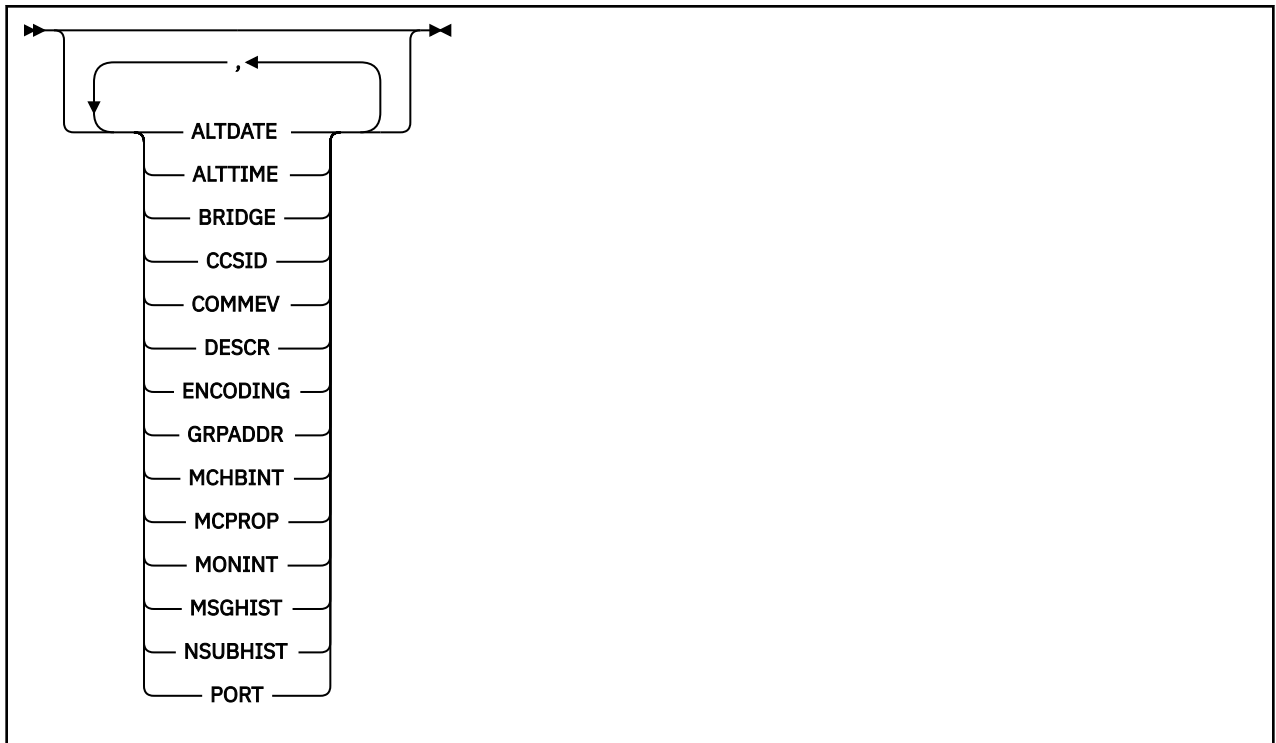 ,
ALTDATE
ALTTIME
BRIDGE
CCSID
COMMEV
DESCR
ENCODING
GRPADDR
MCHBINT
MCPROP
MONINT
MSGHIST
NSUBHIST
PORT